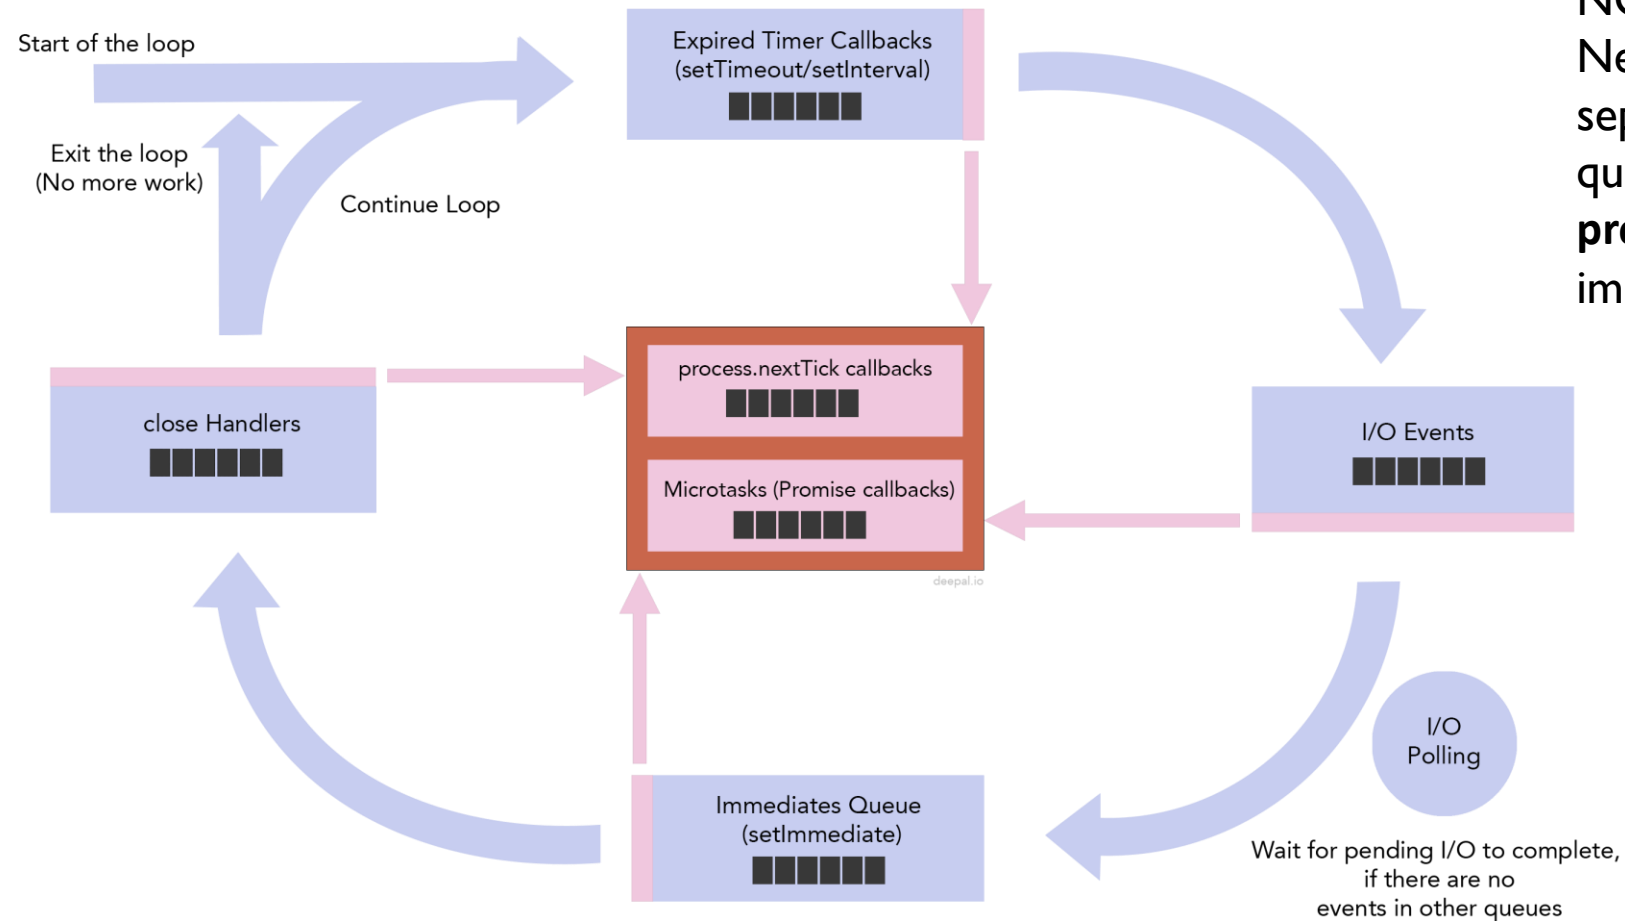 Start of the loop
Exit the loop
(No more work)
Continue Loop
Expired Timer Callbacks
(setTimeout/setInterval)
process.nextTick callbacks
Microtasks (Promise callbacks)
deepal.io
close Handlers
I/O Events
I/O
Polling
Immediates Queue
(setImmediate)
Wait for pending I/O to complete,
if there are no
events in other queues